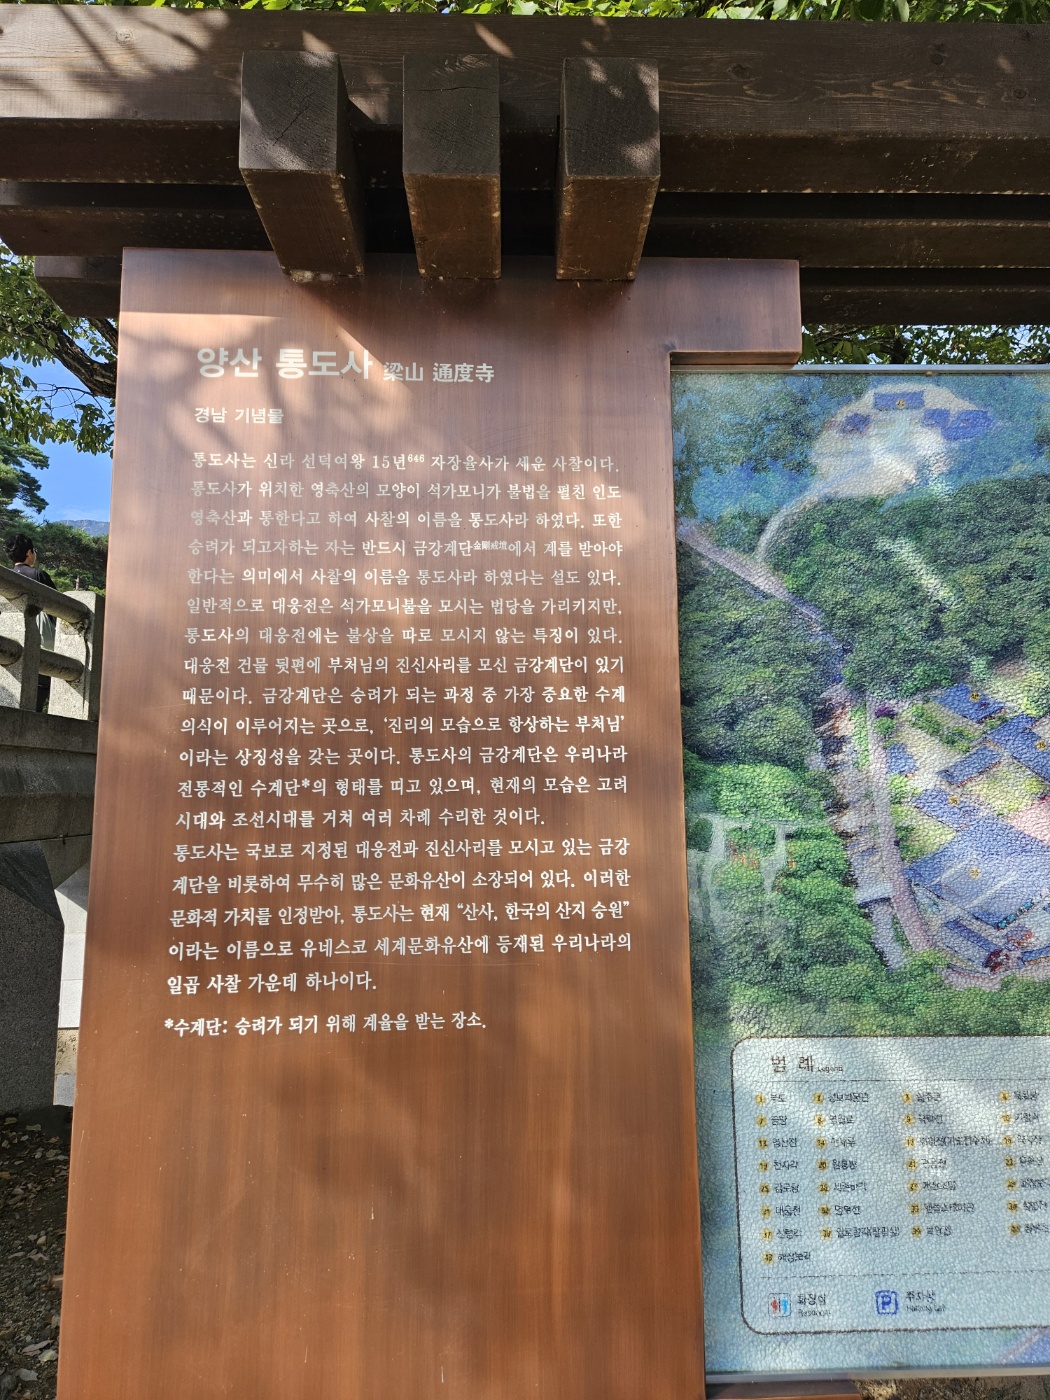 양산 통도사 梁山 通度寺
경남 기념물
통도사는 신라 선덕여왕 15년646 자장율사가 세운 사찰이다.
통도사가 위치한 영축산의 모양이 석가모니가 불법을 펼친 인도
영축산과 통한다고 하여 사찰의 이름을 통도사라 하였다. 또한
승려가 되고자하는 자는 반드시 금강계단金剛戒壇에서 계를 받아야
한다는 의미에서 사찰의 이름을 통도사라 하였다는 설도 있다.
일반적으로 대웅전은 석가모니불을 모시는 법당을 가리키지만,
통도사의 대웅전에는 불상을 따로 모시지 않는 특징이 있다.
대웅전 건물 뒷편에 부처님의 진신사리를 모신 금강계단이 있기
때문이다. 금강계단은 승려가 되는 과정 중 가장 중요한 수계
의식이 이루어지는 곳으로, ‘진리의 모습으로 항상하는 부처님’
이라는 상징성을 갖는 곳이다. 통도사의 금강계단은 우리나라
전통적인 수계단*의 형태를 띠고 있으며, 현재의 모습은 고려
시대와 조선시대를 거쳐 여러 차례 수리한 것이다.
통도사는 국보로 지정된 대웅전과 진신사리를 모시고 있는 금강
계단을 비롯하여 무수히 많은 문화유산이 소장되어 있다. 이러한
문화적 가치를 인정받아, 통도사는 현재 “산사, 한국의 산지 승원”
이라는 이름으로 유네스코 세계문화유산에 등재된 우리나라의
일곱 사찰 가운데 하나이다.
*수계단: 승려가 되기 위해 계율을 받는 장소.
범 례 Legend
화장실
P 주차장